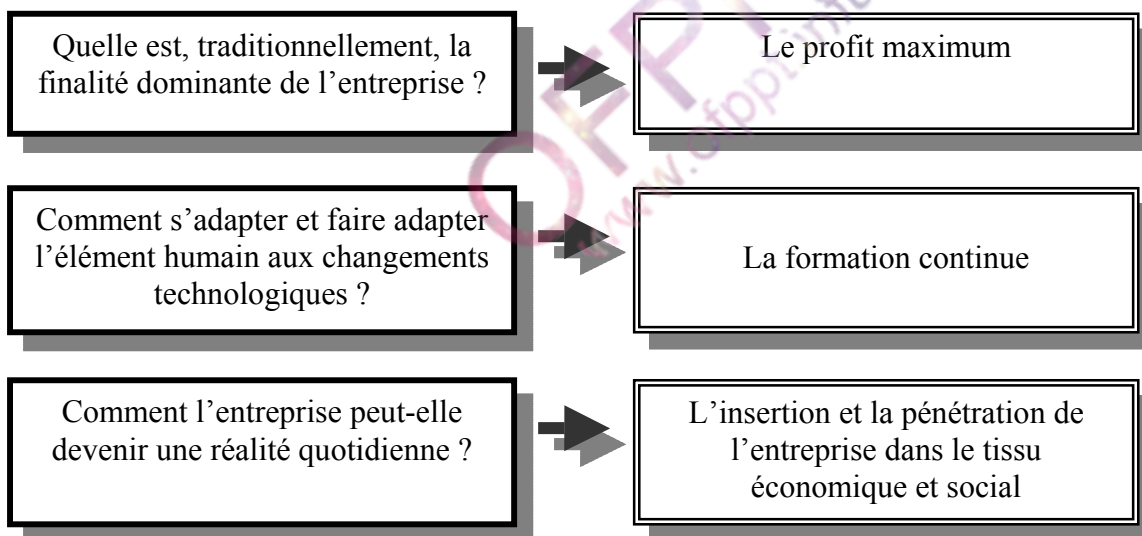 Quelle est, traditionnellement, la
finalité dominante de l’entreprise ?
Le profit maximum
Comment s’adapter et faire adapter
l’élément humain aux changements
technologiques ?
La formation continue
Comment l’entreprise peut-elle
devenir une réalité quotidienne ?
L’insertion et la pénétration de
l’entreprise dans le tissu
économique et social